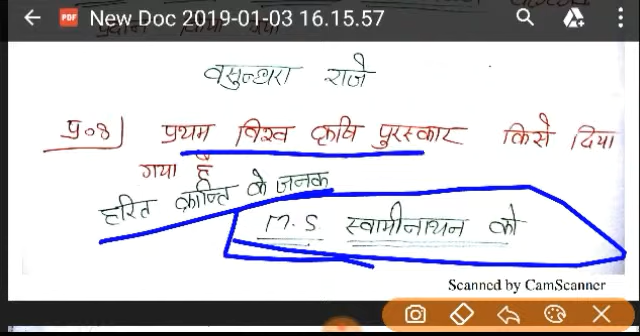 New Doc 2019-01-03 16.15.57
वसुन्धरा राजे
प्र०8 प्रथम विश्व कृषि पुरस्कार किसे दिया
गया है
हरित क्रान्ति के जनक
M.S स्वामीनाथन को
Scanned by CamScanner